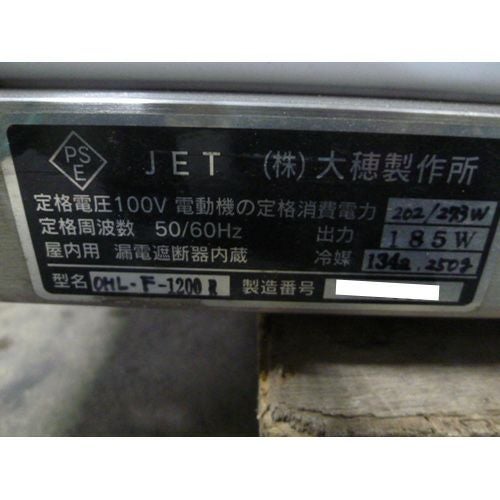 PS
E
JET (株) 大穂製作所
定格電圧100V 電動機の定格消費電力 202/273W
定格周波数 50/60Hz 出力 185W
屋内用 漏電遮断器内蔵 冷媒 134a. 250g
型名 OHL-F-1200R 製造番号